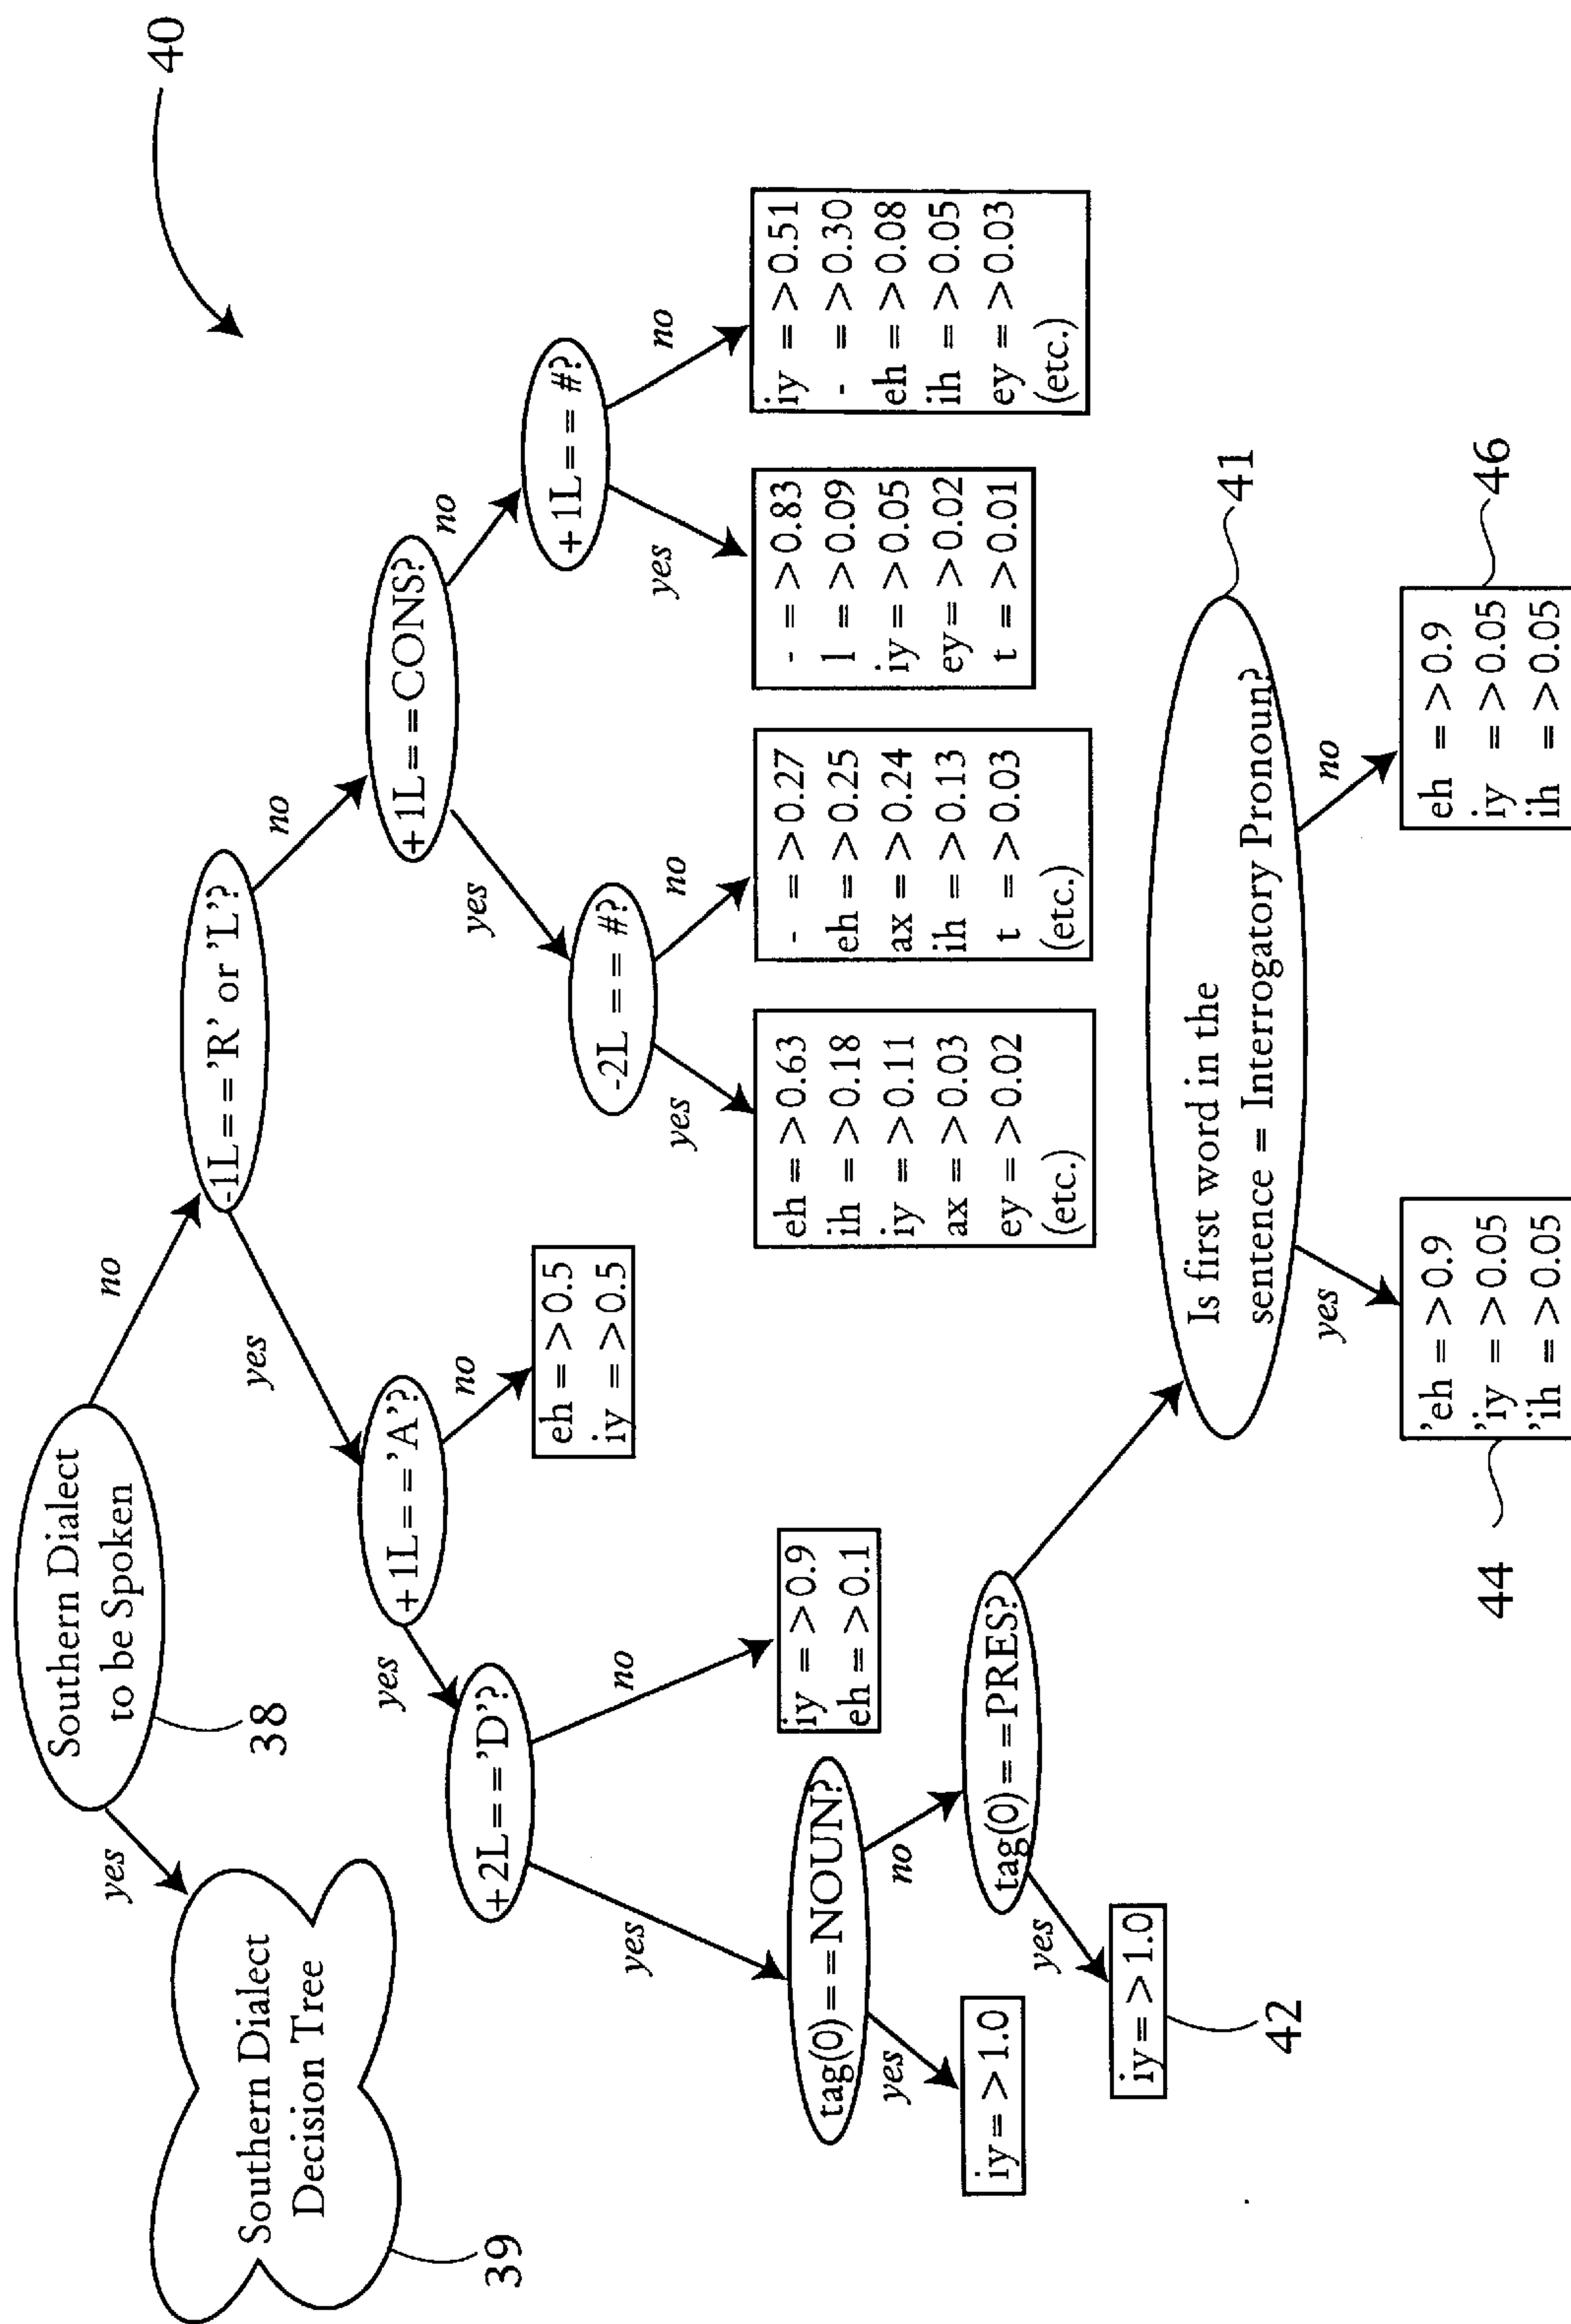 40
Southern Dialect
to be Spoken
38
yes
no
Southern Dialect
Decision Tree
39
-1L=='R' or 'L'?
yes
no
+1L=='A'?
yes
no
+1L==CONS?
yes
no
+2L=='D'?
yes
no
eh=>0.5
iy=>0.5
-2L==#?
yes
no
+1L==#?
yes
no
tag(0)==NOUN?
yes
no
iy=>0.9
eh=>0.1
eh=>0.63
ih=>0.18
iy=>0.11
ax=>0.03
ey=>0.02
(etc.)
-=>0.27
eh=>0.25
ax=>0.24
ih=>0.13
t=>0.03
(etc.)
-=>0.83
l=>0.09
iy=>0.05
ey=>0.02
t=>0.01
iy=>0.51
-=>0.30
eh=>0.08
ih=>0.05
ey=>0.03
(etc.)
iy=>1.0
tag(0)==PRES?
yes
iy=>1.0
42
Is first word in the
sentence = Interrogatory Pronoun?
41
yes
no
'eh=>0.9
'iy=>0.05
'ih=>0.05
44
eh=>0.9
iy=>0.05
ih=>0.05
46